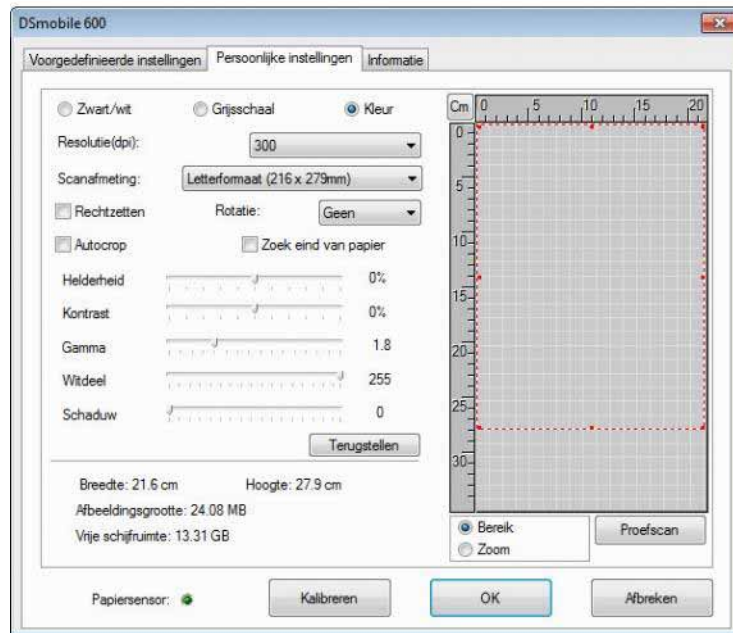 DSmobile 600
Voorgedefinieerde instellingen Persoonlijke instellingen Informatie
Zwart/wit Grijsschaal Kleur
Resolutie(dpi): 300
Scanafmeting: Letterformaat (216 x 279mm)
Rechtzetten Rotatie: Geen
Autocrop Zoek eind van papier
Helderheid 0%
Kontrast 0%
Gamma 1.8
Witdeel 255
Schaduw 0
Terugstellen
Breedte: 21.6 cm Hoogte: 27.9 cm
Afbeeldingsgrootte: 24.08 MB
Vrije schijfruimte: 13.31 GB
Cm 0 5 10 15 20
0
5
10
15
20
25
30
Bereik
Zoom
Proefscan
Papiersensor: Kalibreren OK Afbreken